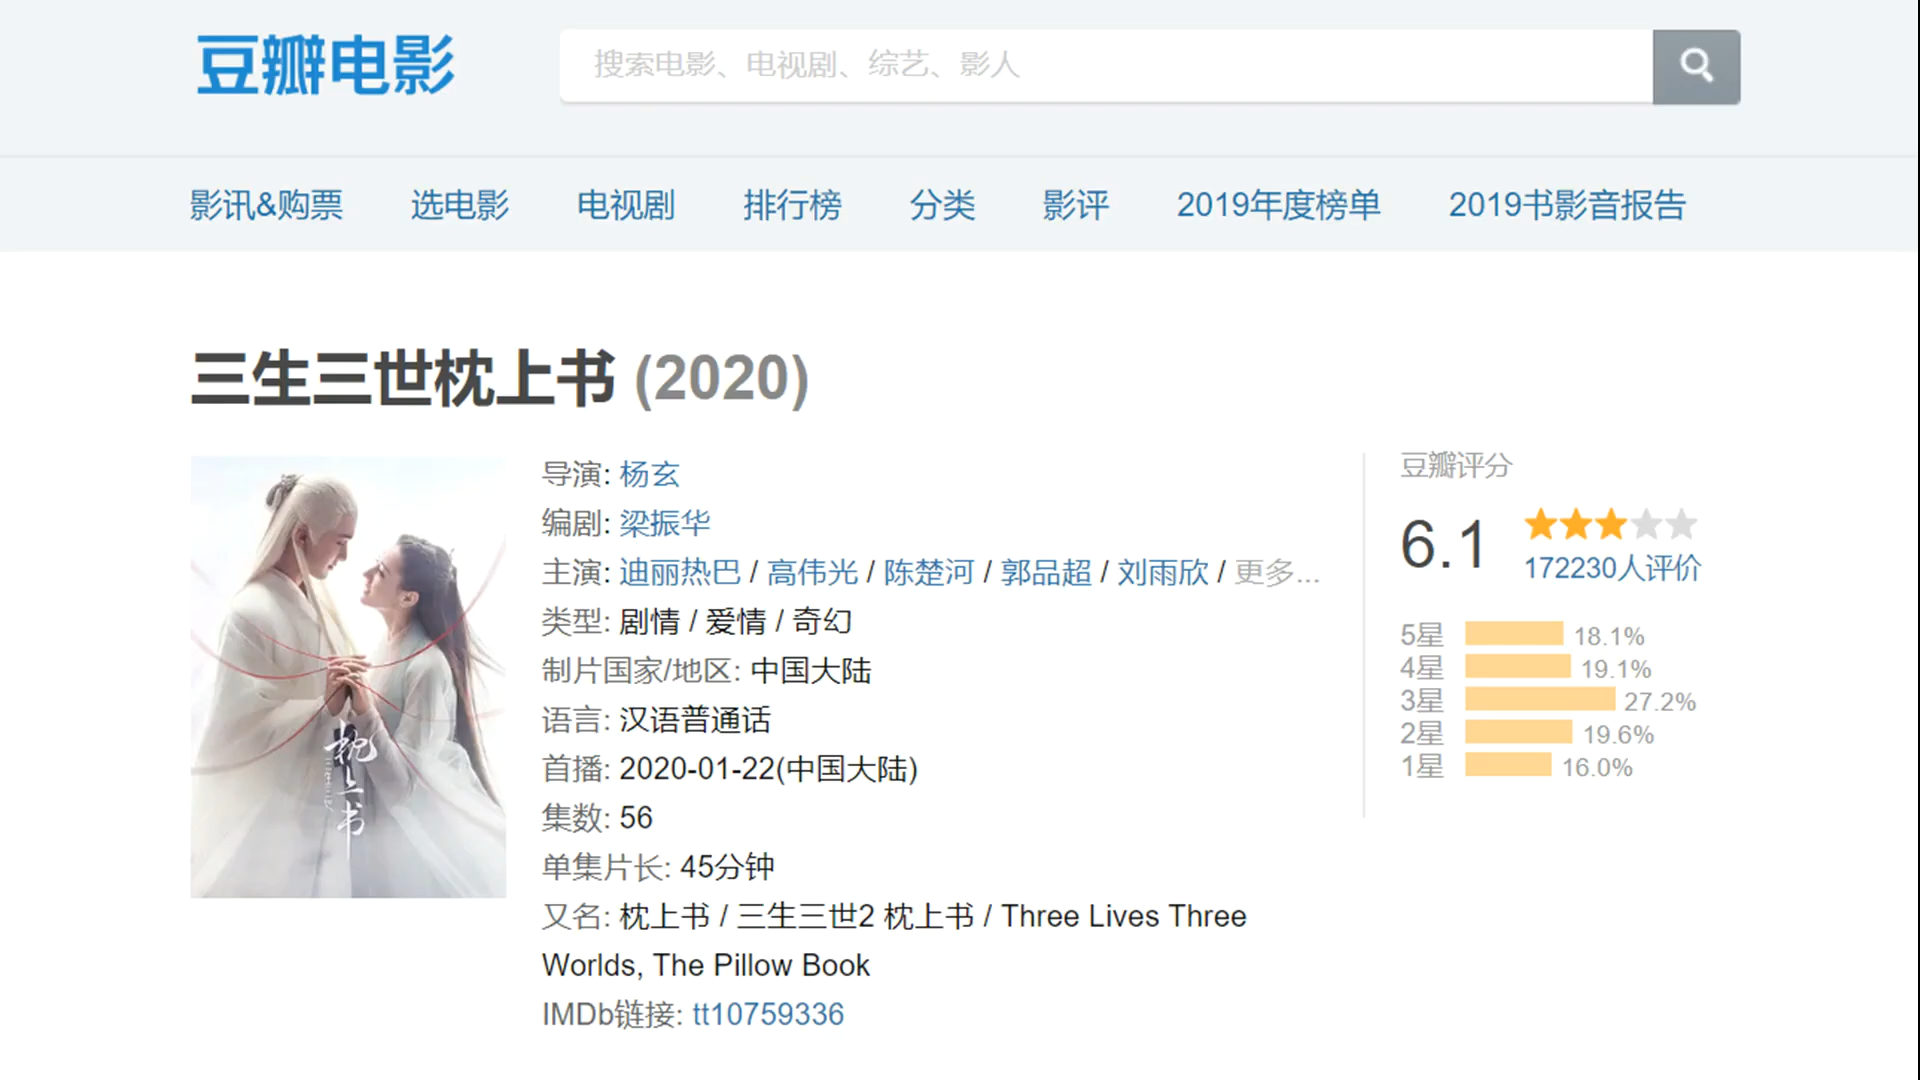 豆瓣电影
搜索电影、电视剧、综艺、影人
影讯&购票 选电影 电视剧 排行榜 分类 影评 2019年度榜单 2019书影音报告
三生三世枕上书 (2020)
枕上书
导演: 杨玄
编剧: 梁振华
主演: 迪丽热巴 / 高伟光 / 陈楚河 / 郭品超 / 刘雨欣 / 更多...
类型: 剧情 / 爱情 / 奇幻
制片国家/地区: 中国大陆
语言: 汉语普通话
首播: 2020-01-22(中国大陆)
集数: 56
单集片长: 45分钟
又名: 枕上书 / 三生三世2 枕上书 / Three Lives Three
Worlds, The Pillow Book
IMDb链接: tt10759336
豆瓣评分
6.1
172230人评价
5星 18.1%
4星 19.1%
3星 27.2%
2星 19.6%
1星 16.0%